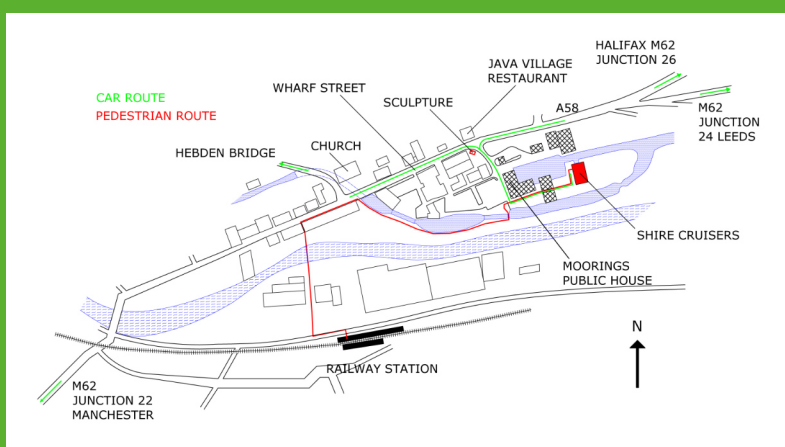 HALIFAX M62
JUNCTION 26
JAVA VILLAGE
RESTAURANT
WHARF STREET
SCULPTURE
CAR ROUTE
PEDESTRIAN ROUTE
A58
M62
JUNCTION
24 LEEDS
CHURCH
HEBDEN BRIDGE
SHIRE CRUISERS
MOORINGS
PUBLIC HOUSE
N
RAILWAY STATION
M62
JUNCTION 22
MANCHESTER